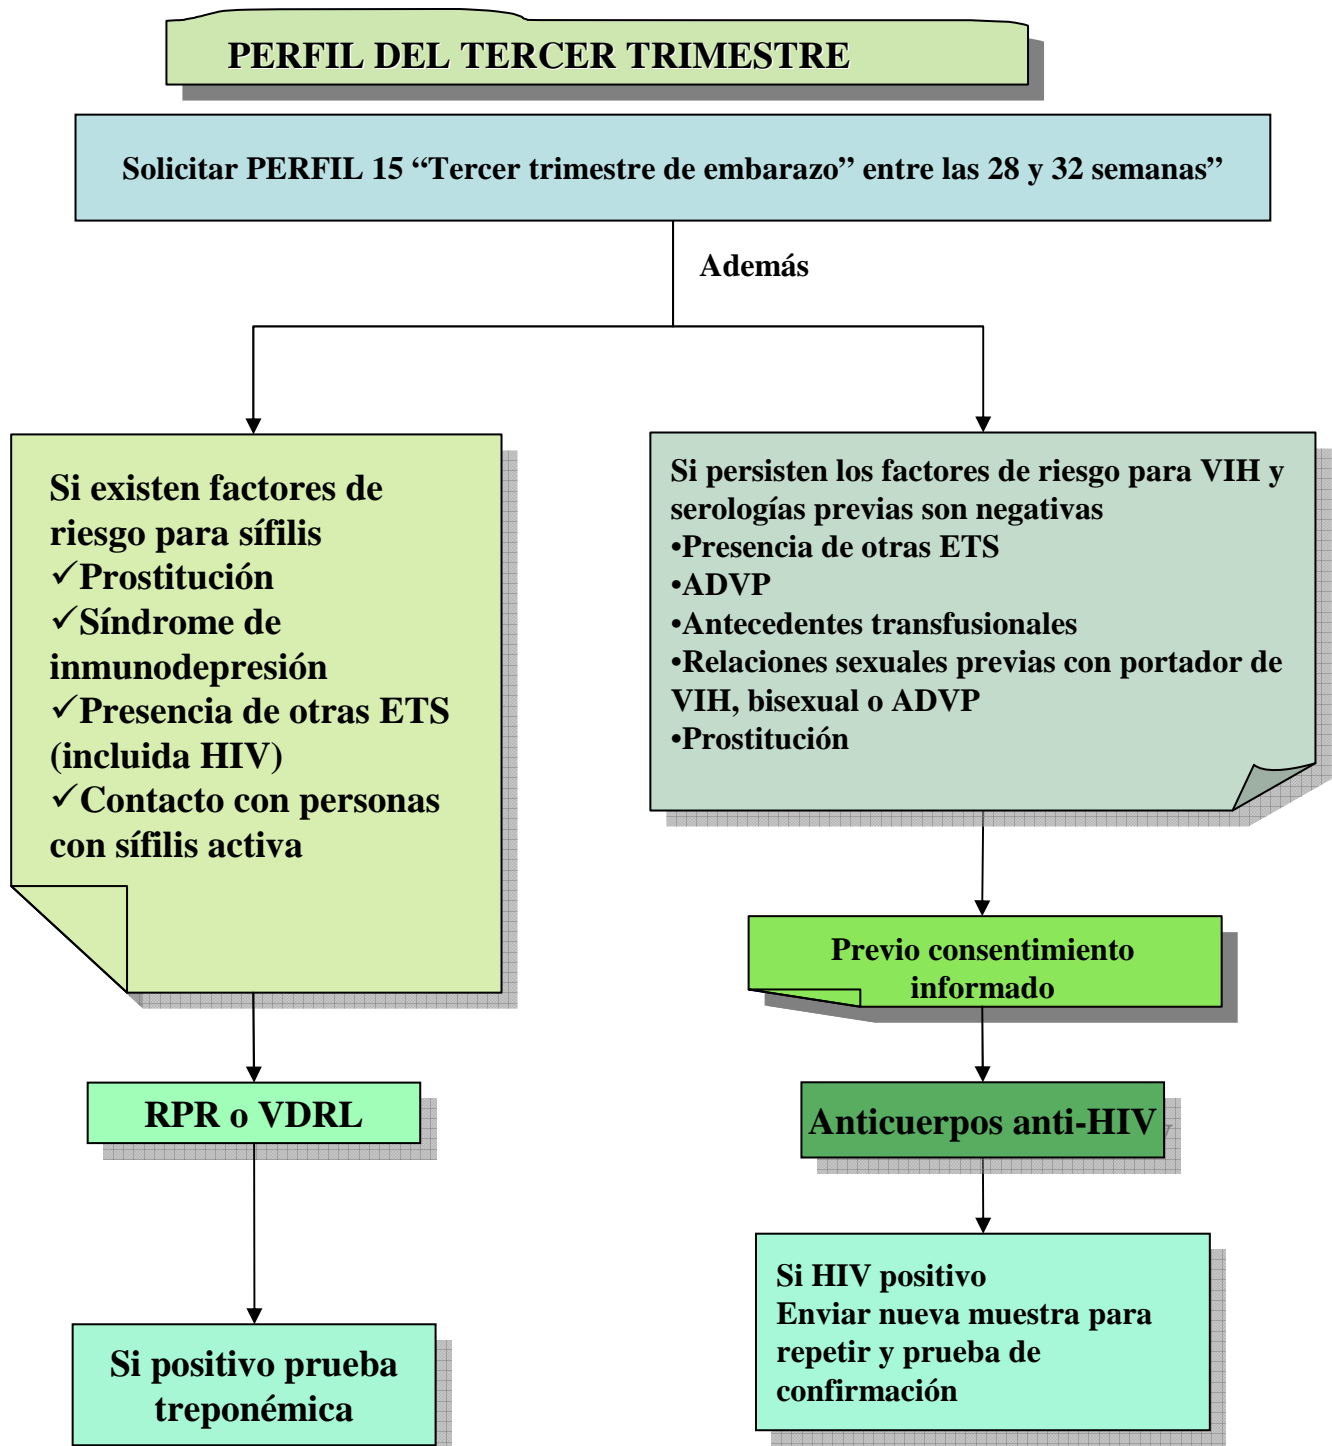 PERFIL DEL TERCER TRIMESTRE
Solicitar PERFIL 15 “Tercer trimestre de embarazo” entre las 28 y 32 semanas”
Además
Si existen factores de
riesgo para sífilis
✓Prostitución
✓Síndrome de
inmunodepresión
✓Presencia de otras ETS
(incluida HIV)
✓Contacto con personas
con sífilis activa
RPR o VDRL
Si positivo prueba
treponémica
Si persisten los factores de riesgo para VIH y
serologías previas son negativas
•Presencia de otras ETS
•ADVP
•Antecedentes transfusionales
•Relaciones sexuales previas con portador de
VIH, bisexual o ADVP
•Prostitución
Previo consentimiento
informado
Anticuerpos anti-HIV
Si HIV positivo
Enviar nueva muestra para
repetir y prueba de
confirmación